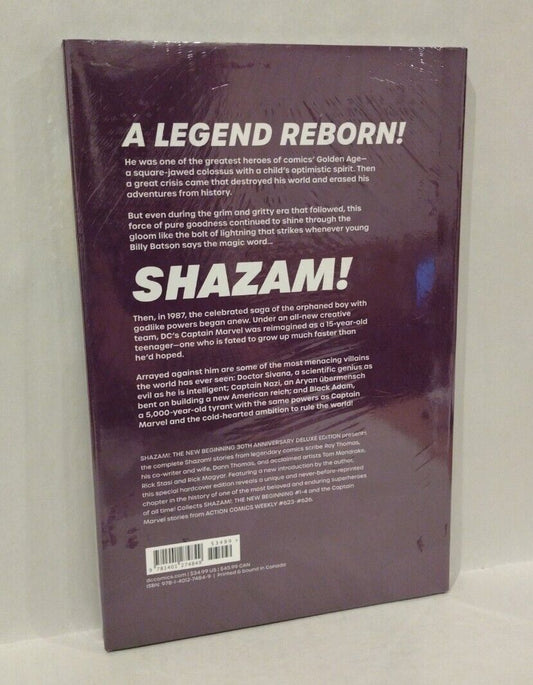 A LEGEND REBORN!
He was one of the greatest heroes of comics' Golden Age—
a square-jawed colossus with a child's optimistic spirit. Then
a great crisis came that destroyed his world and erased his
adventures from history.
But even during the grim and gritty era that followed, this
force of pure goodness continued to shine through the
gloom like the bolt of lightning that strikes whenever young
Billy Batson says the magic word...
SHAZAM!
Then, in 1987, the celebrated saga of the orphaned boy with
godlike powers began anew. Under an all-new creative
team, DC's Captain Marvel was reimagined as a 15-year-old
teenager—one who is fated to grow up much faster than
he'd hoped.
Arrayed against him are some of the most menacing villains
the world has ever seen: Doctor Sivana, a scientific genius as
evil as he is intelligent; Captain Nazi, an Aryan übermensch
bent on building a new American reich; and Black Adam,
a 5,000-year-old tyrant with the same powers as Captain
Marvel and the cold-hearted ambition to rule the world!
SHAZAM!: THE NEW BEGINNING 30TH ANNIVERSARY DELUXE EDITION presents
the complete Shazam! stories from legendary comics scribe Roy Thomas,
his co-writer and wife, Dann Thomas, and acclaimed artists Tom Mandrake,
Rick Stasi and Rick Magyar. Featuring a new introduction by the author,
this special hardcover edition reveals a unique and never-before-reprinted
chapter in the history of one of the most beloved and enduring superheroes
of all time! Collects SHAZAM: THE NEW BEGINNING #1-4 and the Captain
Marvel stories from ACTION COMICS WEEKLY #623-#626.
53499
9 781401 274849
dccomics.com | $34.99 US | $45.99 CAN
ISBN: 978-1-4012-7484-9 | Printed & bound in Canada